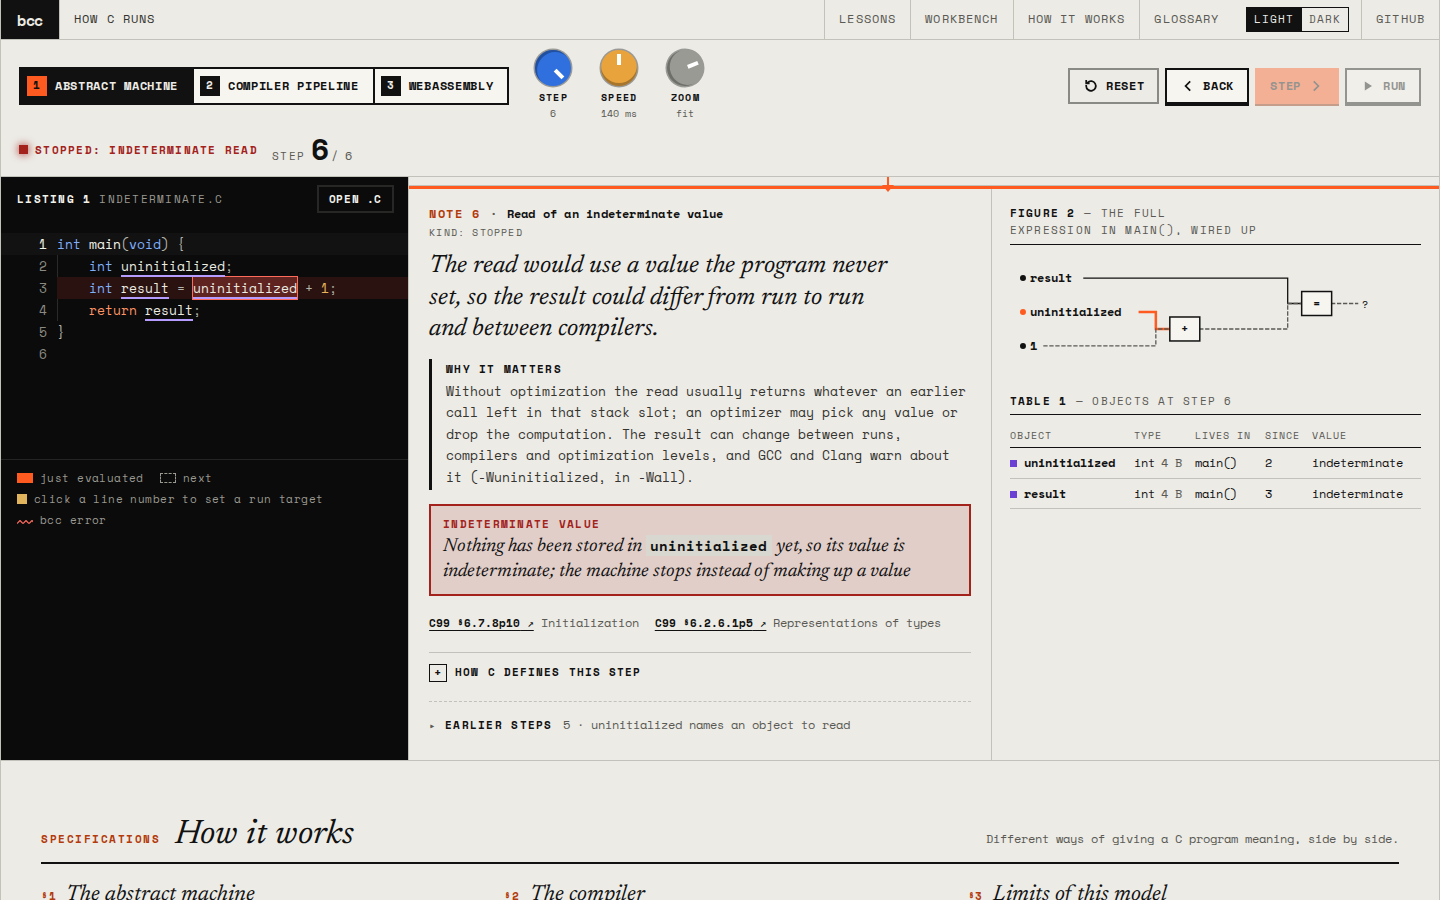 bcc HOW C RUNS LESSONS WORKBENCH HOW IT WORKS GLOSSARY LIGHT DARK GITHUB
1 ABSTRACT MACHINE 2 COMPILER PIPELINE 3 WEBASSEMBLY
STEP SPEED ZOOM
6 140 ms fit
RESET BACK STEP RUN
STOPPED: INDETERMINATE READ STEP 6 / 6
LISTING 1 INDETERMINATE.C OPEN .C
1 int main(void) {
2 int uninitialized;
3 int result = uninitialized + 1;
4 return result;
5 }
6
just evaluated next
click a line number to set a run target
bcc error
NOTE 6 · Read of an indeterminate value
KIND: STOPPED
The read would use a value the program never
set, so the result could differ from run to run
and between compilers.
WHY IT MATTERS
Without optimization the read usually returns whatever an earlier
call left in that stack slot; an optimizer may pick any value or
drop the computation. The result can change between runs,
compilers and optimization levels, and GCC and Clang warn about
it (-Wuninitialized, in -Wall).
INDETERMINATE VALUE
Nothing has been stored in uninitialized yet, so its value is
indeterminate; the machine stops instead of making up a value
C99 §6.7.8p10 ↗ Initialization C99 §6.2.6.1p5 ↗ Representations of types
+ HOW C DEFINES THIS STEP
▸ EARLIER STEPS 5 · uninitialized names an object to read
FIGURE 2 — THE FULL
EXPRESSION IN MAIN(), WIRED UP
result
= ?
uninitialized
+
1
TABLE 1 — OBJECTS AT STEP 6
OBJECT TYPE LIVES IN SINCE VALUE
uninitialized int 4 B main() 2 indeterminate
result int 4 B main() 3 indeterminate
SPECIFICATIONS How it works Different ways of giving a C program meaning, side by side.
§1 The abstract machine §2 The compiler §3 Limits of this model